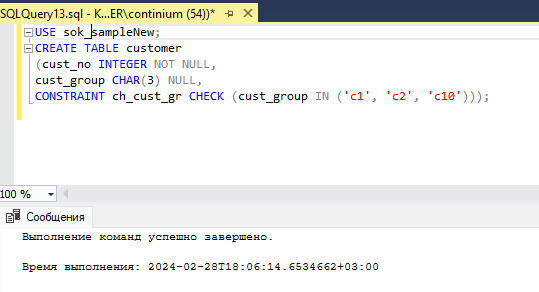 SQLQuery13.sql - K...ER\continium (54))*
USE sok_sampleNew;
CREATE TABLE customer
(cust_no INTEGER NOT NULL,
cust_group CHAR(3) NULL,
CONSTRAINT ch_cust_gr CHECK (cust_group IN ('c1', 'c2', 'c10')));
100 %
Сообщения
Выполнение команд успешно завершено.
Время выполнения: 2024-02-28T18:06:14.6534662+03:00